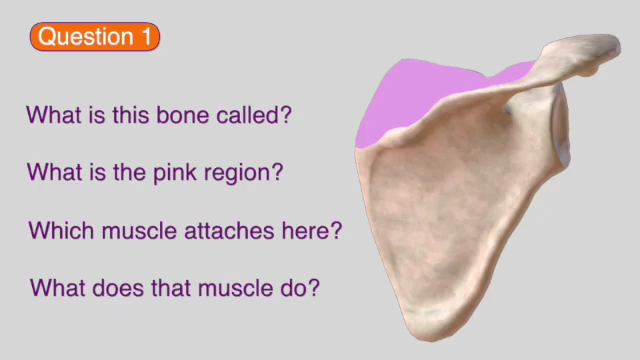 Question 1
What is this bone called?
What is the pink region?
Which muscle attaches here?
What does that muscle do?